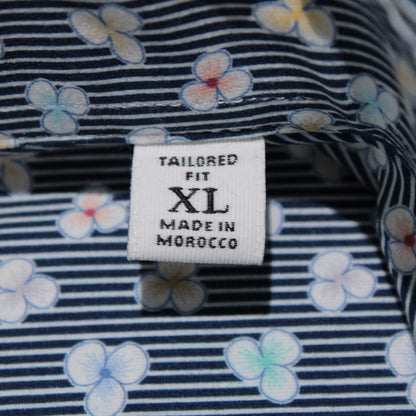 TAILORED
FIT
XL
MADE IN
MOROCCO